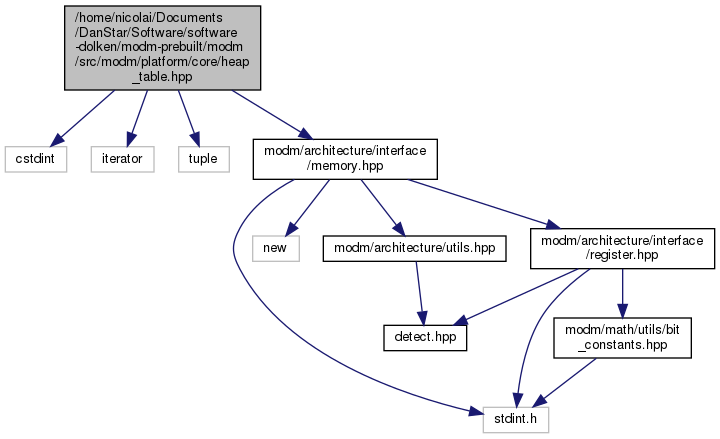 /home/nicolai/Documents
/DanStar/Software/software
-dolken/modm-prebuilt/modm
/src/modm/platform/core/heap
_table.hpp
cstdint
iterator
tuple
modm/architecture/interface
/memory.hpp
new
modm/architecture/utils.hpp
modm/architecture/interface
/register.hpp
detect.hpp
modm/math/utils/bit
_constants.hpp
stdint.h